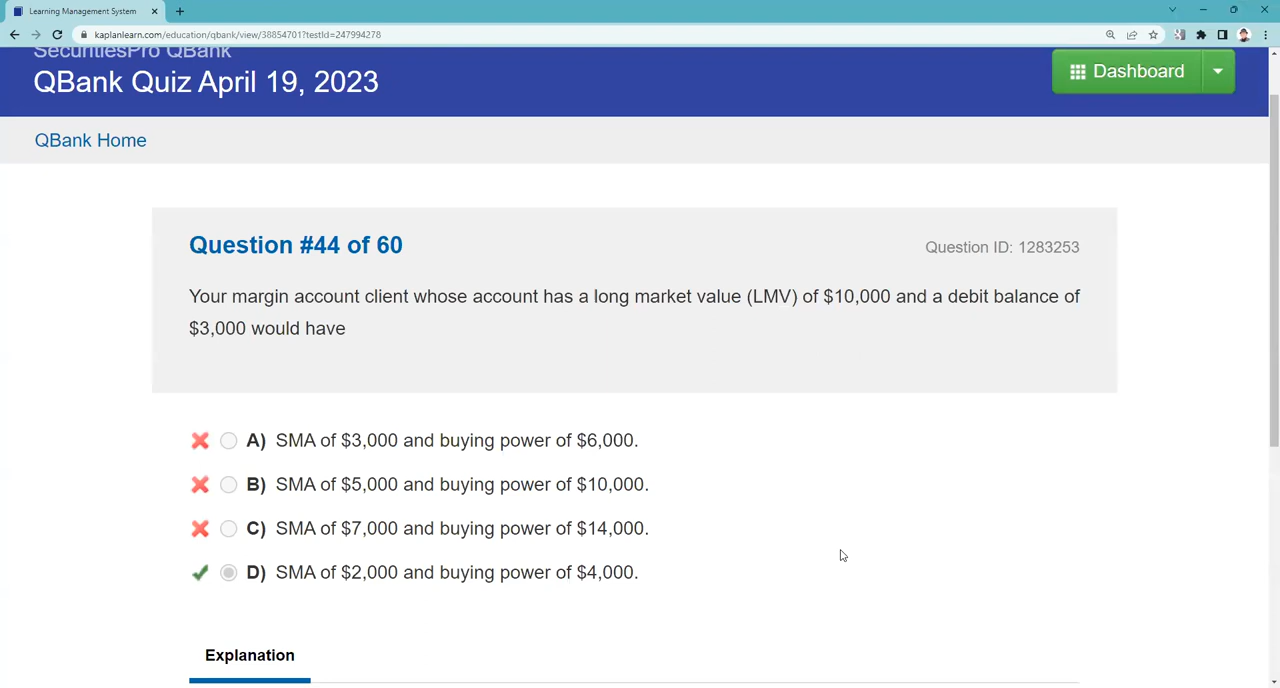 Learning Management System
kaplanlearn.com/education/qbank/view/38854701?testId=247994278
SecuritiesPro QBank
QBank Quiz April 19, 2023
Dashboard
QBank Home
Question #44 of 60
Question ID: 1283253
Your margin account client whose account has a long market value (LMV) of $10,000 and a debit balance of
$3,000 would have
A) SMA of $3,000 and buying power of $6,000.
B) SMA of $5,000 and buying power of $10,000.
C) SMA of $7,000 and buying power of $14,000.
D) SMA of $2,000 and buying power of $4,000.
Explanation